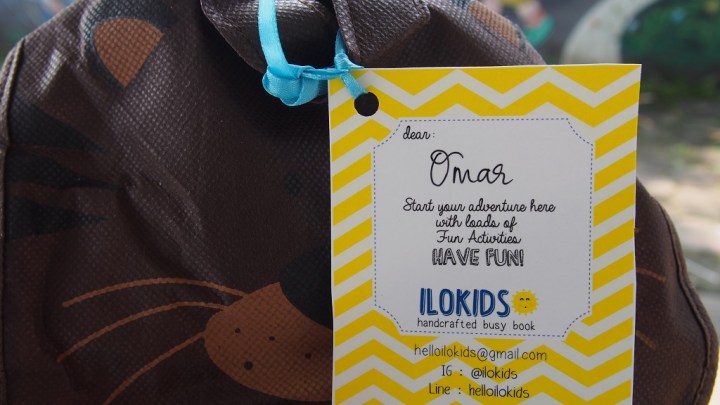 dear:
Omar
Start your adventure here
with loads of
Fun Activities
HAVE FUN!
ILOKIDS
handcrafted busy book
helloilokids@gmail.com
IG : @ilokids
Line : helloilokids